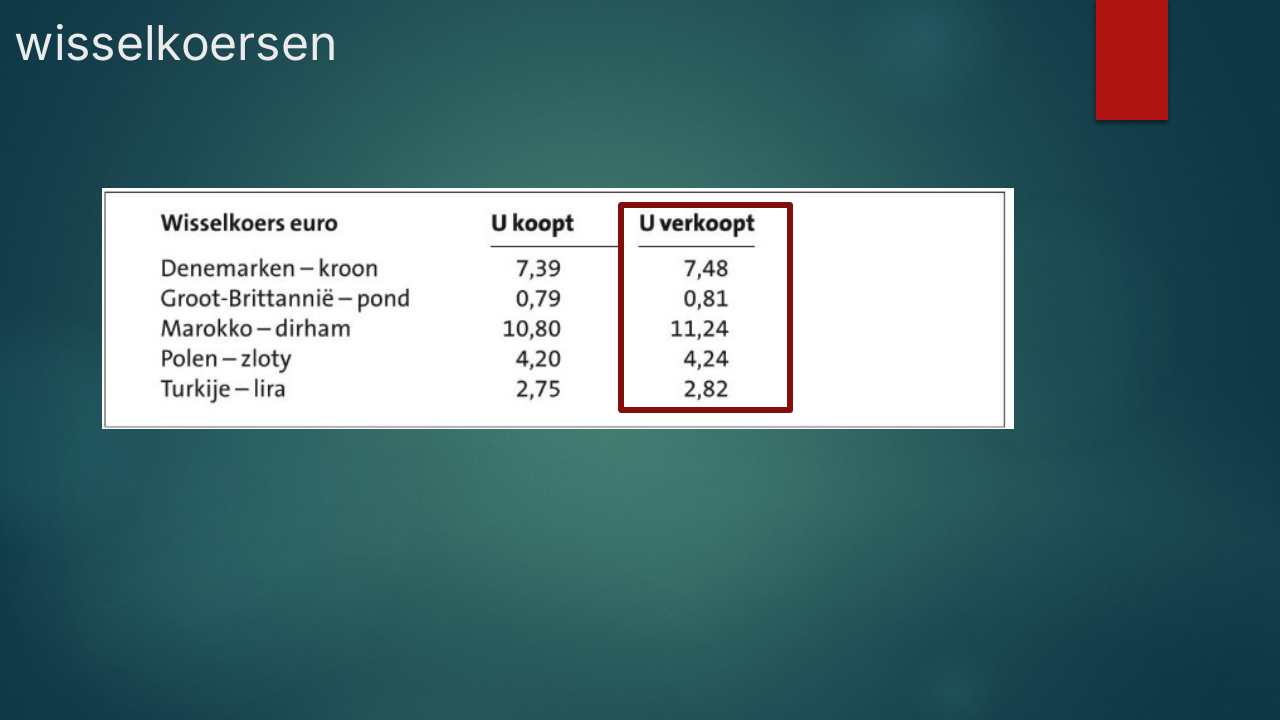 wisselkoersen
Wisselkoers euro U koopt U verkoopt
Denemarken – kroon 7,39 7,48
Groot-Brittannië – pond 0,79 0,81
Marokko – dirham 10,80 11,24
Polen – zloty 4,20 4,24
Turkije – lira 2,75 2,82